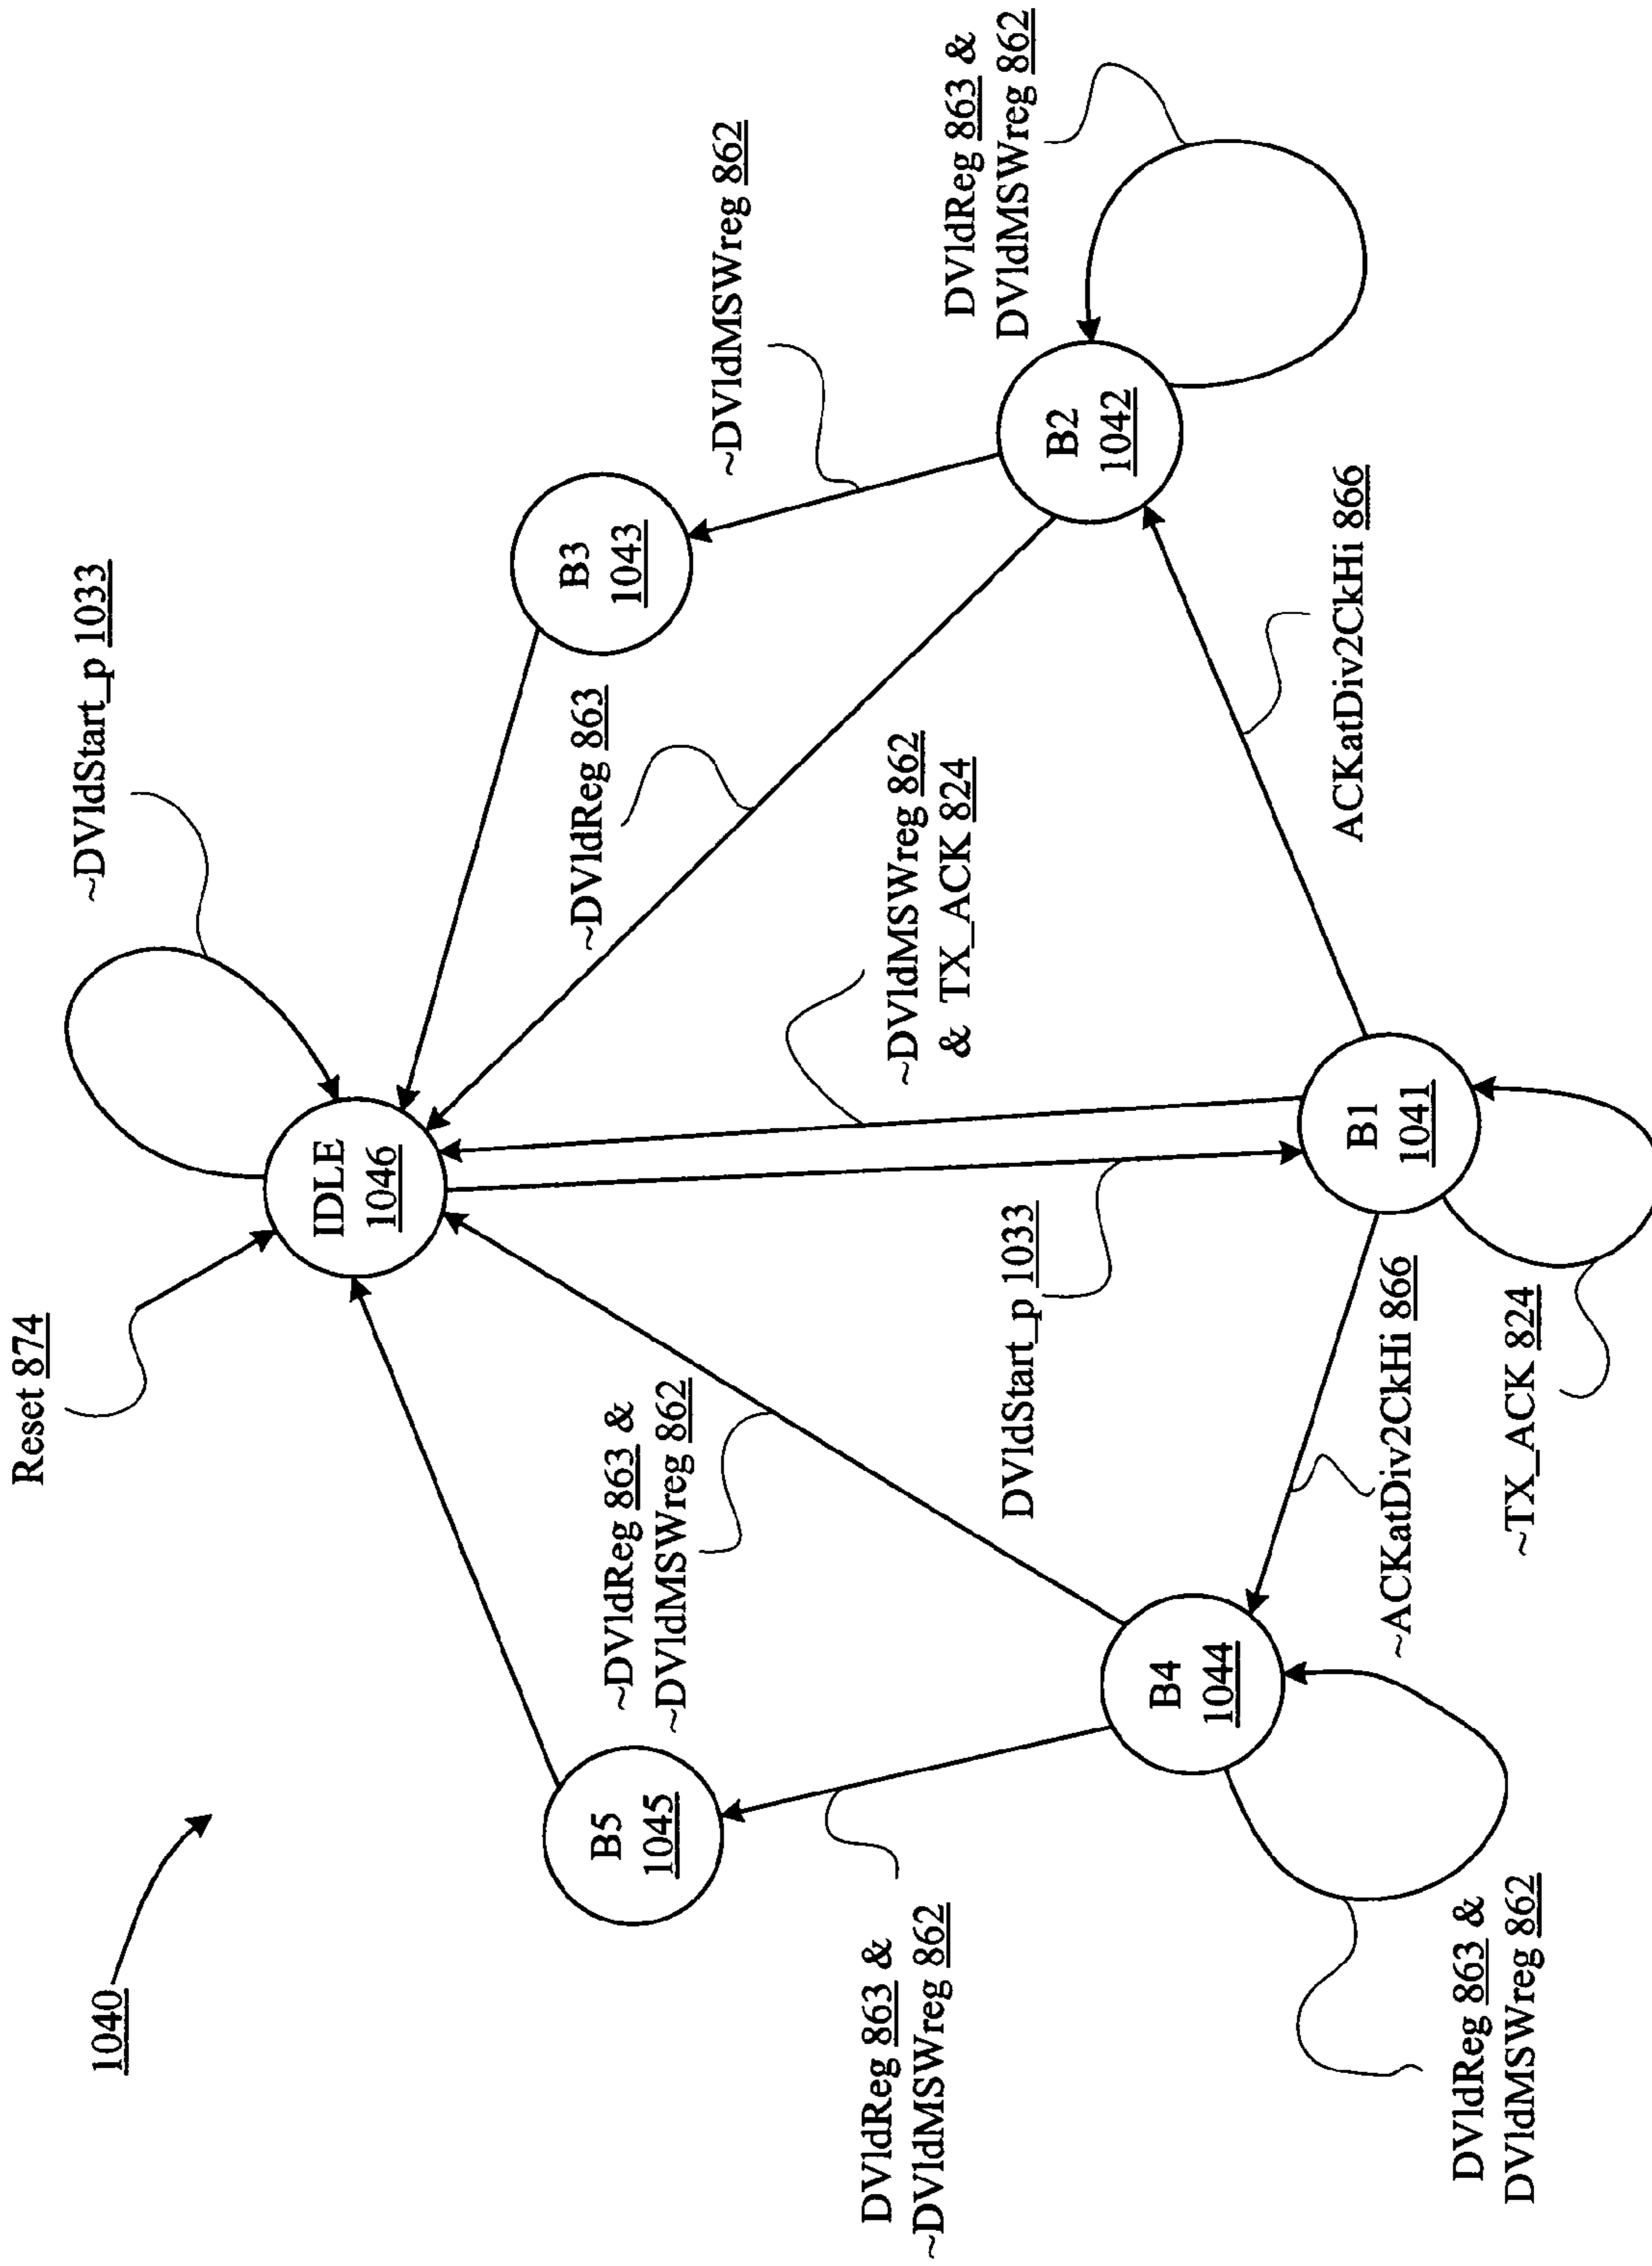 1040
Reset 874
~DVldStart_p 1033
IDLE
1046
B5
1045
B3
1043
~DVldMSWreg 862
DVldReg 863 &
DVldMSWreg 862
~DVldReg 863
B2
1042
~DVldReg 863 &
~DVldMSWreg 862
~DVldMSWreg 862
& TX_ACK 824
DVldReg 863 &
~DVldMSWreg 862
DVldStart_p 1033
B4
1044
B1
1041
ACKatDiv2CkHi 866
~ACKatDiv2CkHi 866
DVldReg 863 &
DVldMSWreg 862
~TX_ACK 824